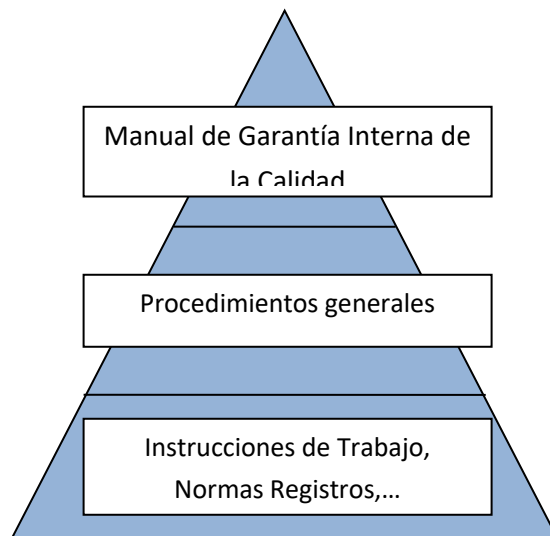 Manual de Garantía Interna de
la Calidad
Procedimientos generales
Instrucciones de Trabajo,
Normas Registros,...